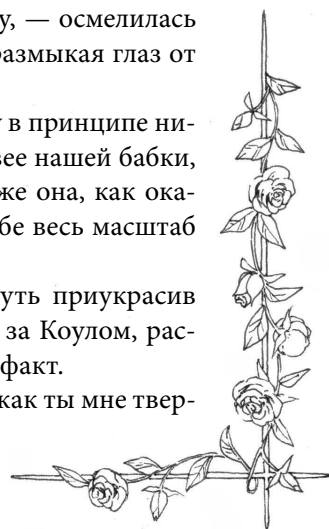 у, — осмелилась
размыкая глаз от
у в принципе ни-
вее нашей бабки,
же она, как ока-
бе весь масштаб
уть приукрасив
за Коулом, рас-
факт.
как ты мне твер-